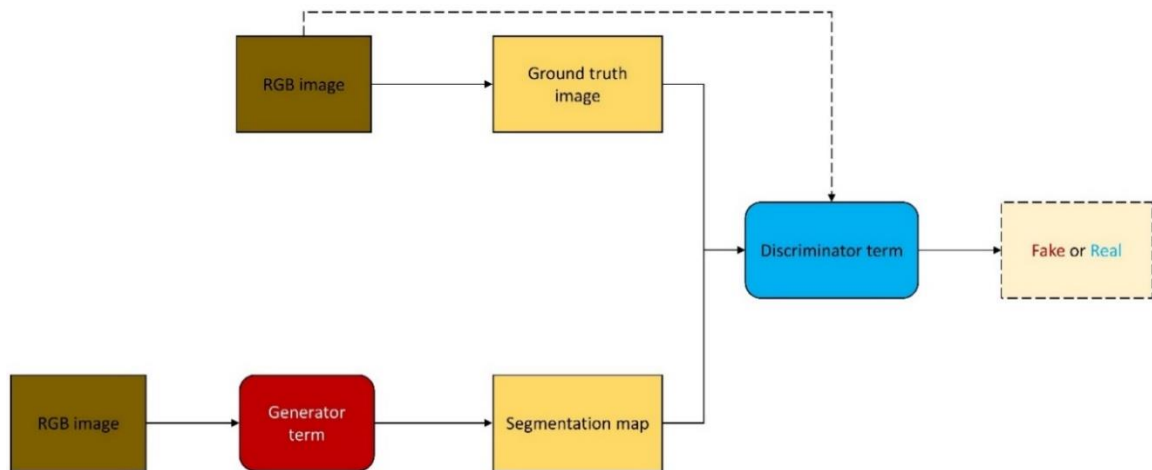 RGB image
Ground truth
image
Discriminator term
Fake or Real
RGB image
Generator
term
Segmentation map